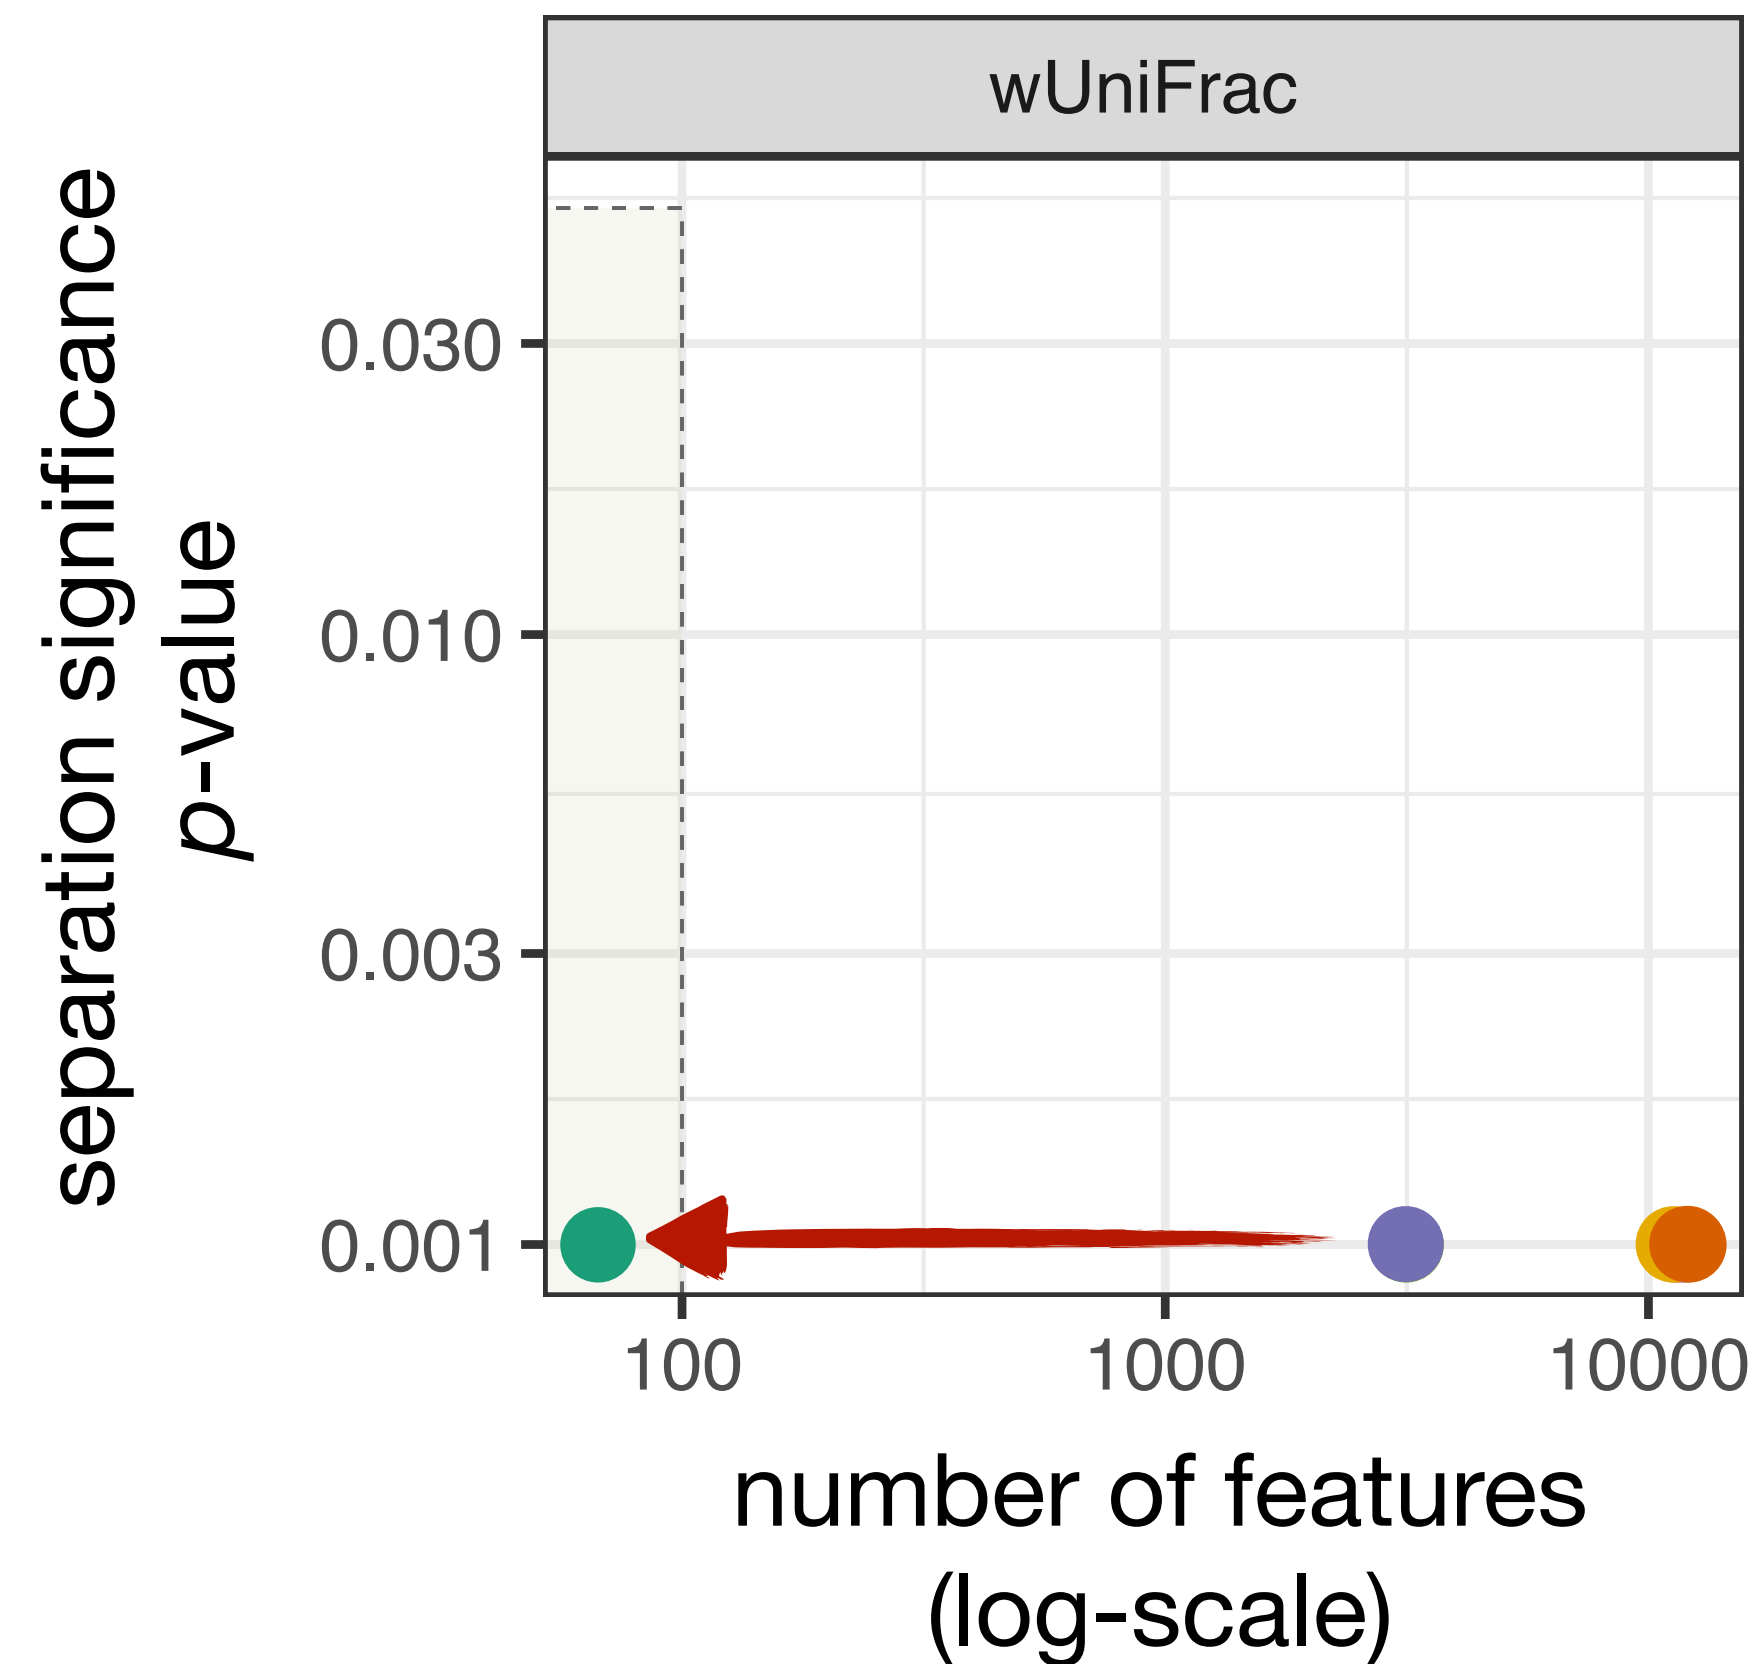 wUniFrac
separation significance
p-value
0.030
0.010
0.003
0.001
100
1000
10000
number of features
(log-scale)